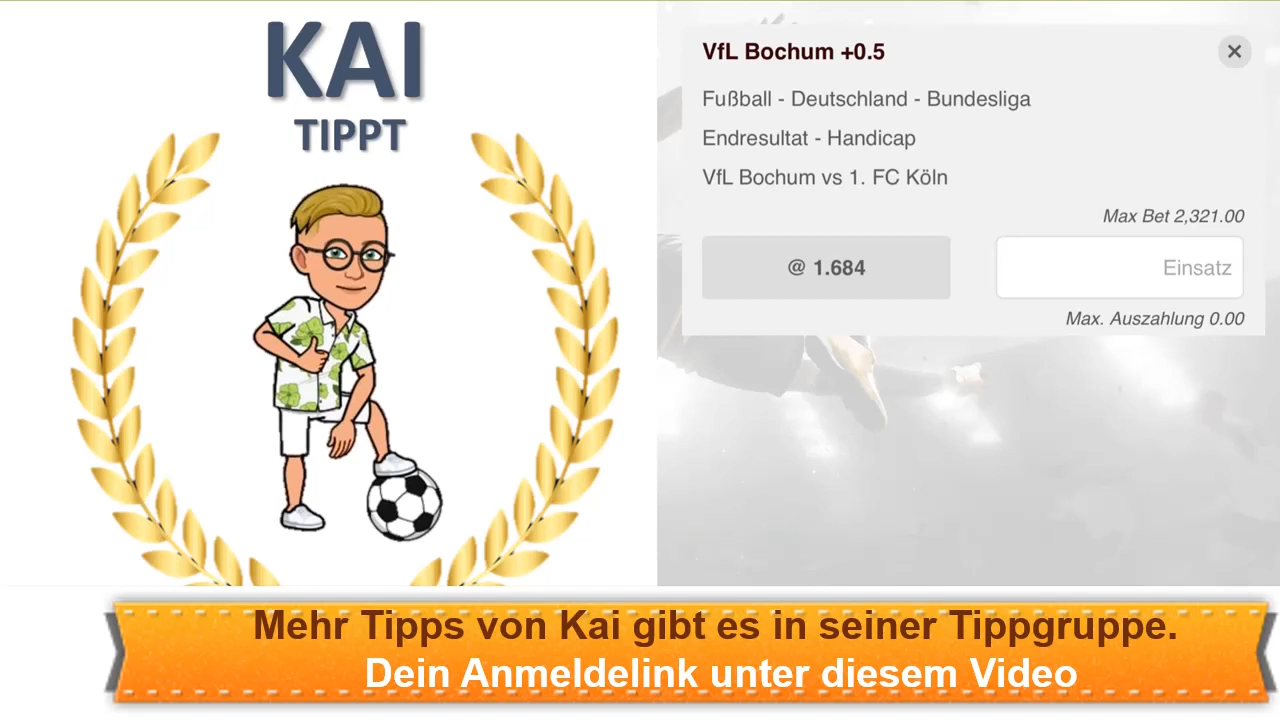 KAI
TIPPT
VfL Bochum +0.5
Fußball - Deutschland - Bundesliga
Endresultat - Handicap
VfL Bochum vs 1. FC Köln
Max Bet 2,321.00
@ 1.684
Einsatz
Max. Auszahlung 0.00
Mehr Tipps von Kai gibt es in seiner Tippgruppe.
Dein Anmeldelink unter diesem Video